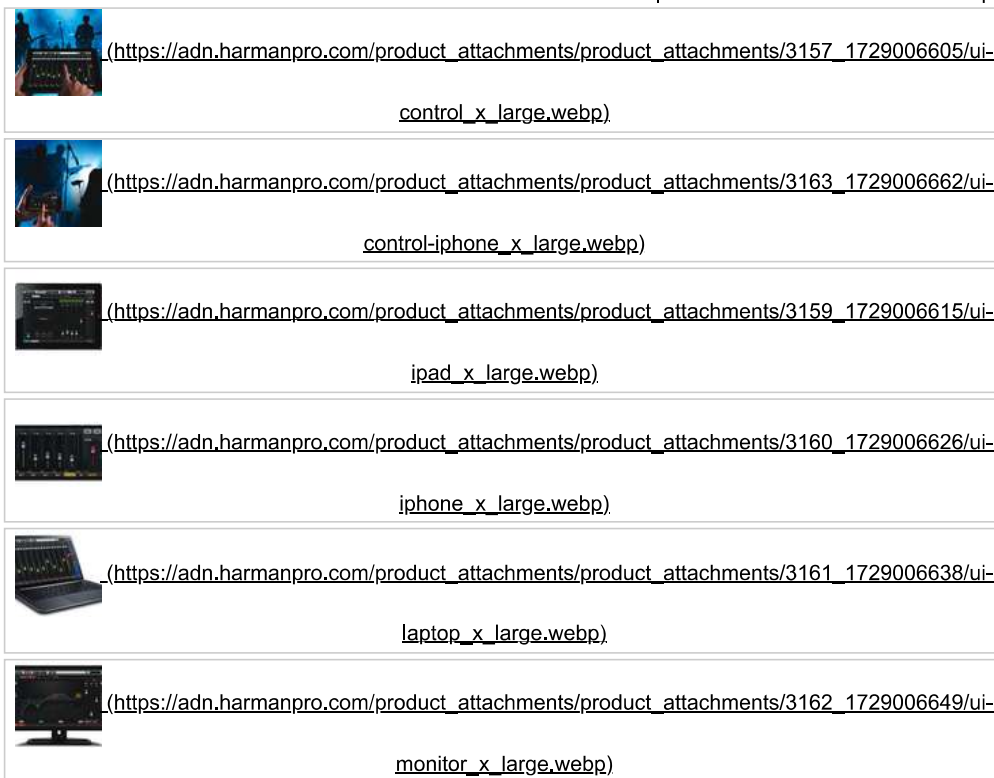 (https://adn.harmanpro.com/product_attachments/product_attachments/3157_1729006605/ui-
control_x_large.webp)
(https://adn.harmanpro.com/product_attachments/product_attachments/3163_1729006662/ui-
control-iphone_x_large.webp)
(https://adn.harmanpro.com/product_attachments/product_attachments/3159_1729006615/ui-
ipad_x_large.webp)
(https://adn.harmanpro.com/product_attachments/product_attachments/3160_1729006626/ui-
iphone_x_large.webp)
(https://adn.harmanpro.com/product_attachments/product_attachments/3161_1729006638/ui-
laptop_x_large.webp)
(https://adn.harmanpro.com/product_attachments/product_attachments/3162_1729006649/ui-
monitor_x_large.webp)